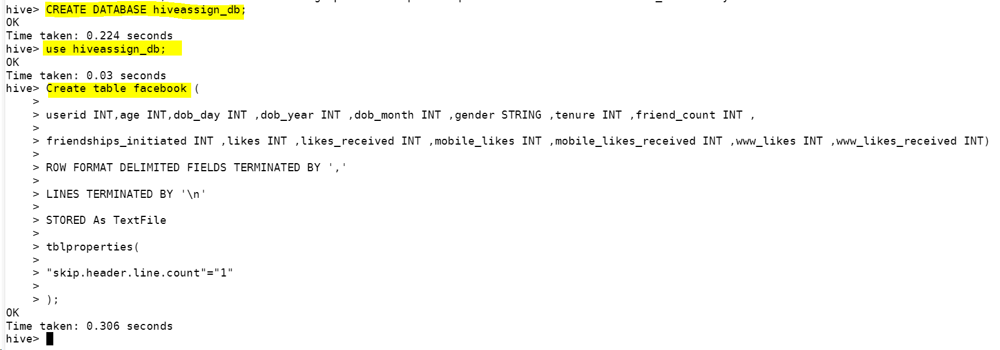 hive> CREATE DATABASE hiveassign_db;
OK
Time taken: 0.224 seconds
hive> use hiveassign_db;
OK
Time taken: 0.03 seconds
hive> Create table facebook (
    >
    > userid INT,age INT,dob_day INT ,dob_year INT ,dob_month INT ,gender STRING ,tenure INT ,friend_count INT ,
    >
    > friendships_initiated INT ,likes INT ,likes_received INT ,mobile_likes INT ,mobile_likes_received INT ,www_likes INT ,www_likes_received INT)
    >
    > ROW FORMAT DELIMITED FIELDS TERMINATED BY ','
    >
    > LINES TERMINATED BY '\n'
    >
    > STORED As TextFile
    >
    > tblproperties(
    >
    > "skip.header.line.count"="1"
    >
    > );
OK
Time taken: 0.306 seconds
hive>